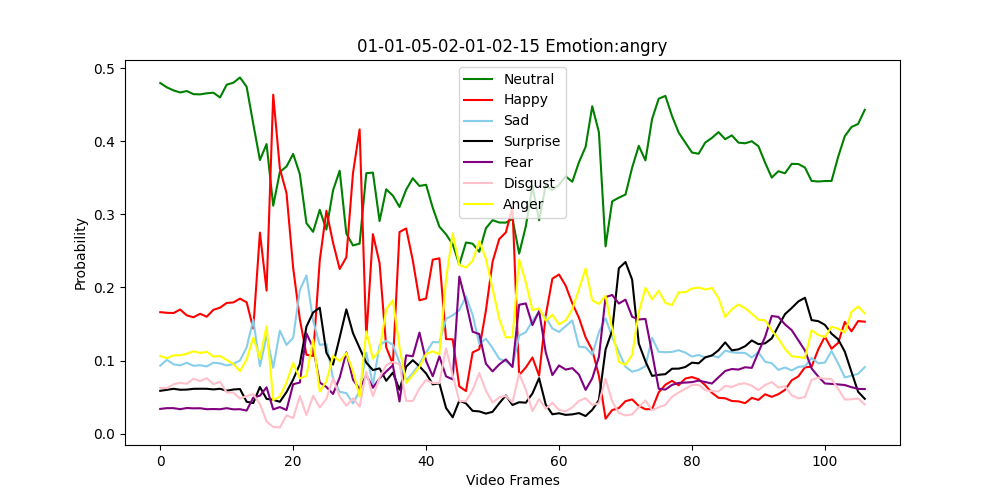 01-01-05-02-01-02-15 Emotion:angry
Probability
0.5
0.4
0.3
0.2
0.1
0.0
Neutral
Happy
Sad
Surprise
Fear
Disgust
Anger
0 20 40 60 80 100
Video Frames